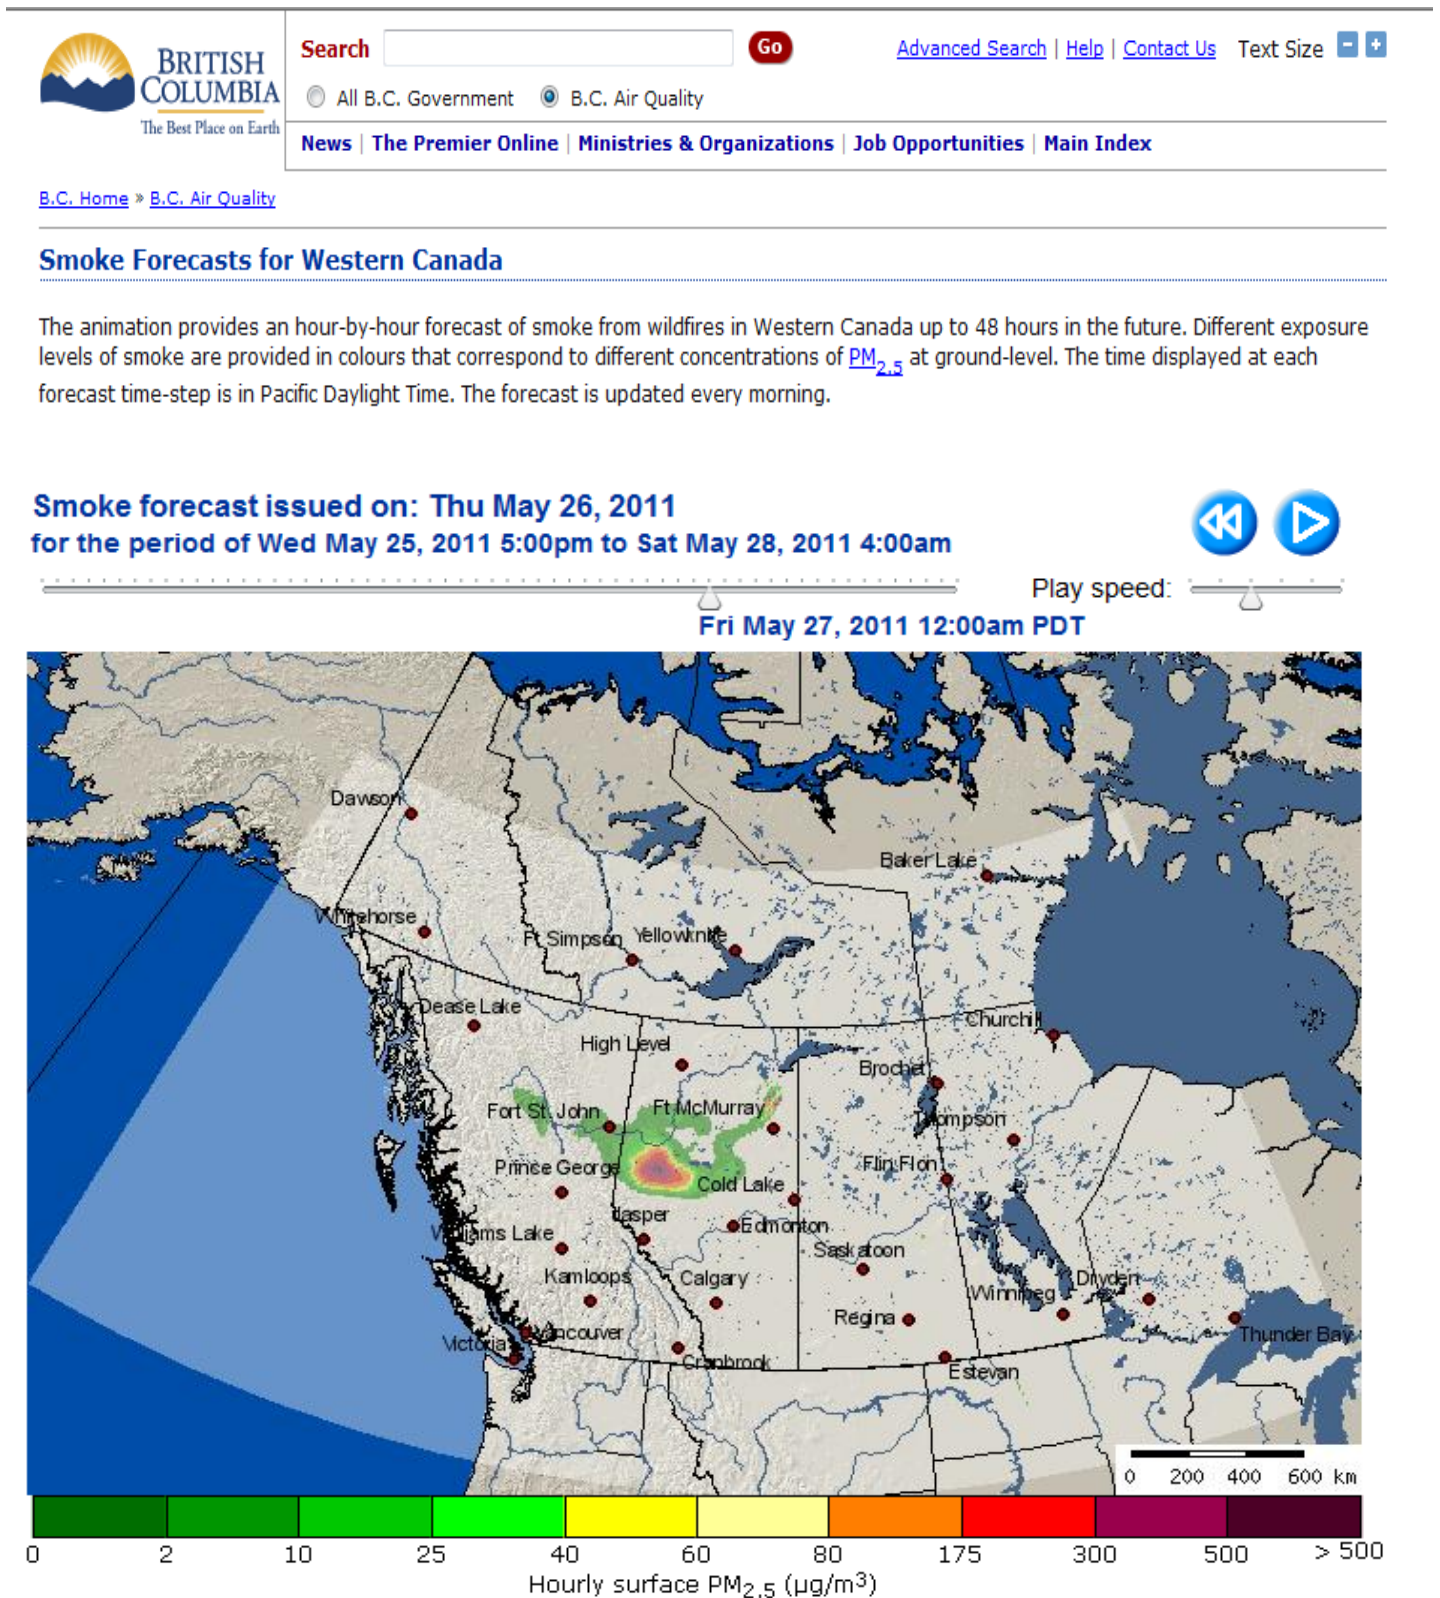 BRITISH
COLUMBIA
The Best Place on Earth
Search Go Advanced Search | Help | Contact Us Text Size - +
All B.C. Government B.C. Air Quality
News | The Premier Online | Ministries & Organizations | Job Opportunities | Main Index
B.C. Home » B.C. Air Quality
Smoke Forecasts for Western Canada
The animation provides an hour-by-hour forecast of smoke from wildfires in Western Canada up to 48 hours in the future. Different exposure
levels of smoke are provided in colours that correspond to different concentrations of PM2.5 at ground-level. The time displayed at each
forecast time-step is in Pacific Daylight Time. The forecast is updated every morning.
Smoke forecast issued on: Thu May 26, 2011
for the period of Wed May 25, 2011 5:00pm to Sat May 28, 2011 4:00am
Play speed:
Fri May 27, 2011 12:00am PDT
Dawson
Baker Lake
Whitehorse
Ft Simpson
Yellowknife
Dease Lake
Churchill
High Level
Brochet
Fort St. John
Ft McMurray
Thompson
Prince George
Flin Flon
Cold Lake
Jasper
Edmonton
Williams Lake
Saskatoon
Kamloops
Calgary
Dryden
Winnipeg
Regina
Vancouver
Thunder Bay
Victoria
Cranbrook
Estevan
0 200 400 600 km
0 2 10 25 40 60 80 175 300 500 > 500
Hourly surface PM2.5 (µg/m³)